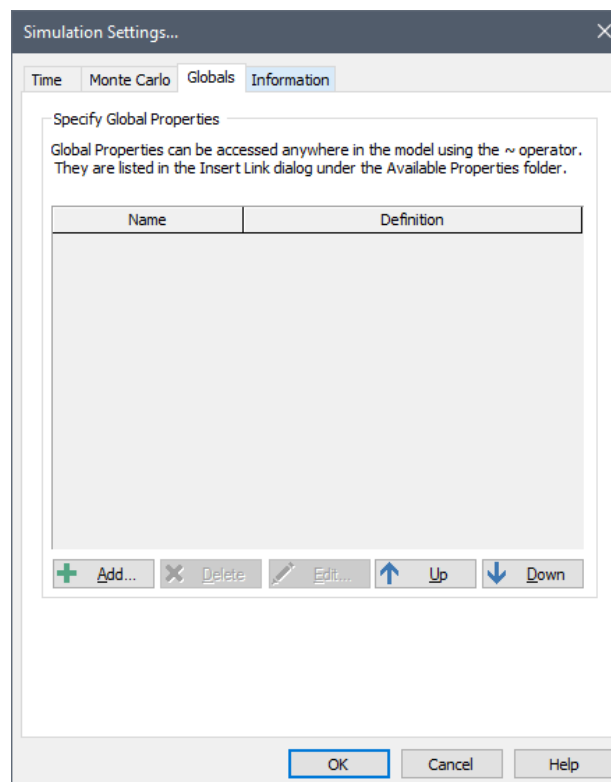 Simulation Settings...
Time Monte Carlo Globals Information
Specify Global Properties
Global Properties can be accessed anywhere in the model using the ~ operator.
They are listed in the Insert Link dialog under the Available Properties folder.
Name Definition
Add... Delete Edit... Up Down
OK Cancel Help